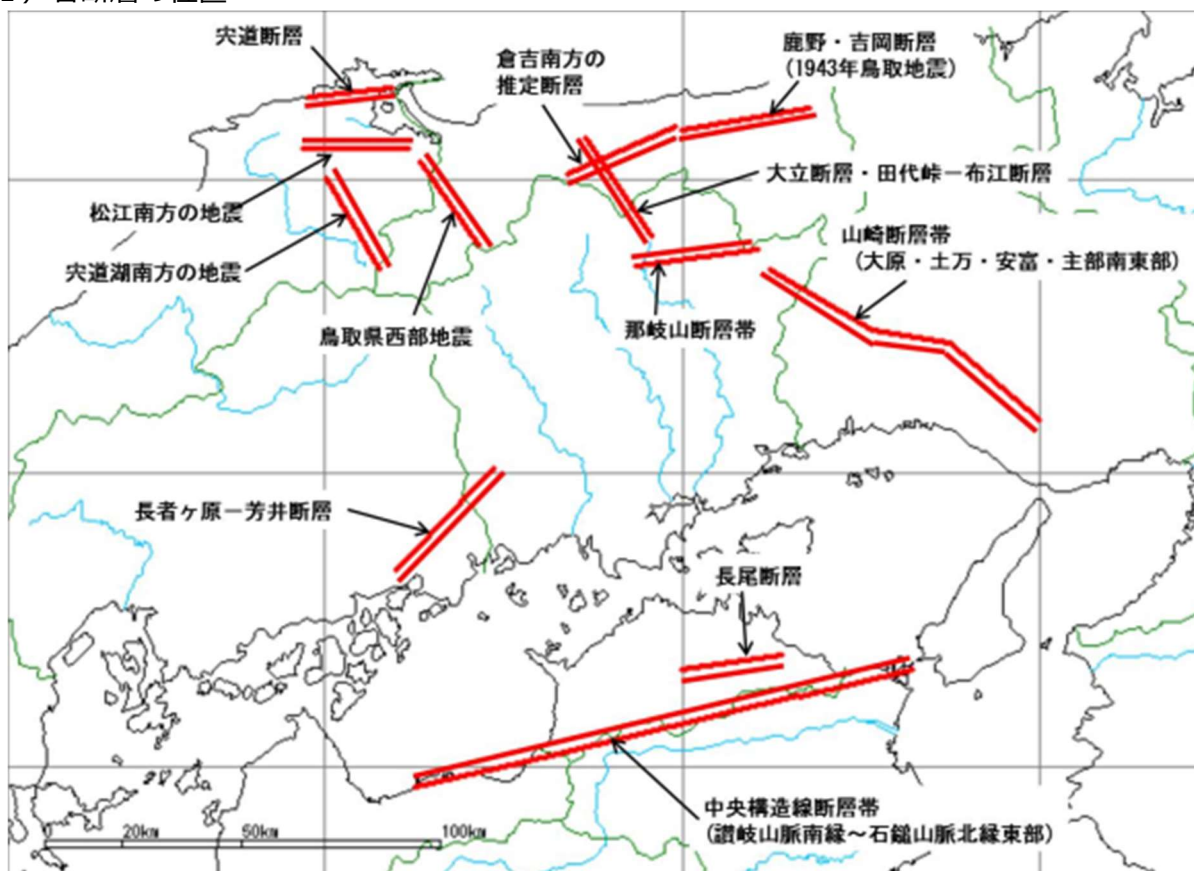 宍道断層
鹿野・吉岡断層
(1943年鳥取地震)
倉吉南方の
推定断層
大立断層・田代峠－布江断層
松江南方の地震
山崎断層帯
(大原・土万・安富・主部南東部)
宍道湖南方の地震
鳥取県西部地震
那岐山断層帯
長者ヶ原－芳井断層
長尾断層
中央構造線断層帯
(讃岐山脈南縁～石鎚山脈北縁東部)
0 20km 50km 100km